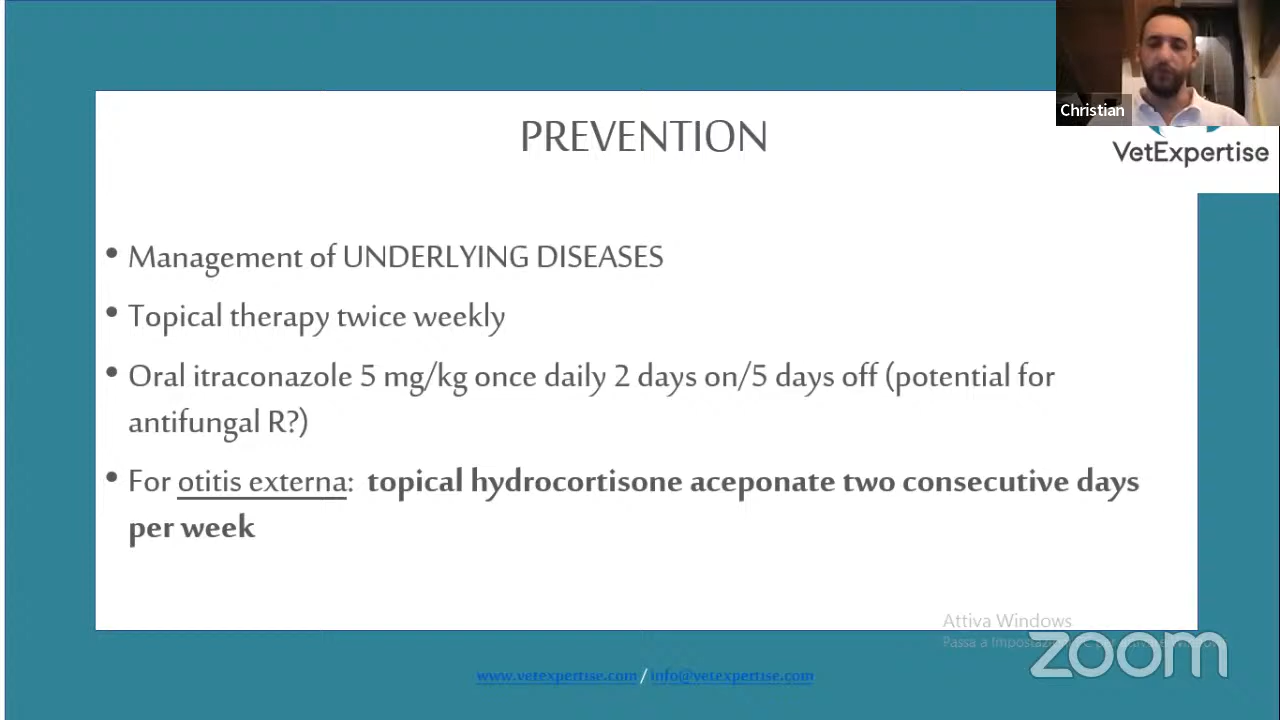 Christian
VetExpertise
PREVENTION
• Management of UNDERLYING DISEASES
• Topical therapy twice weekly
• Oral itraconazole 5 mg/kg once daily 2 days on/5 days off (potential for
antifungal R?)
• For otitis externa: topical hydrocortisone aceponate two consecutive days
per week
Attiva Windows
Passa a
zoom
www.vetexpertise.com / info@vetexpertise.com